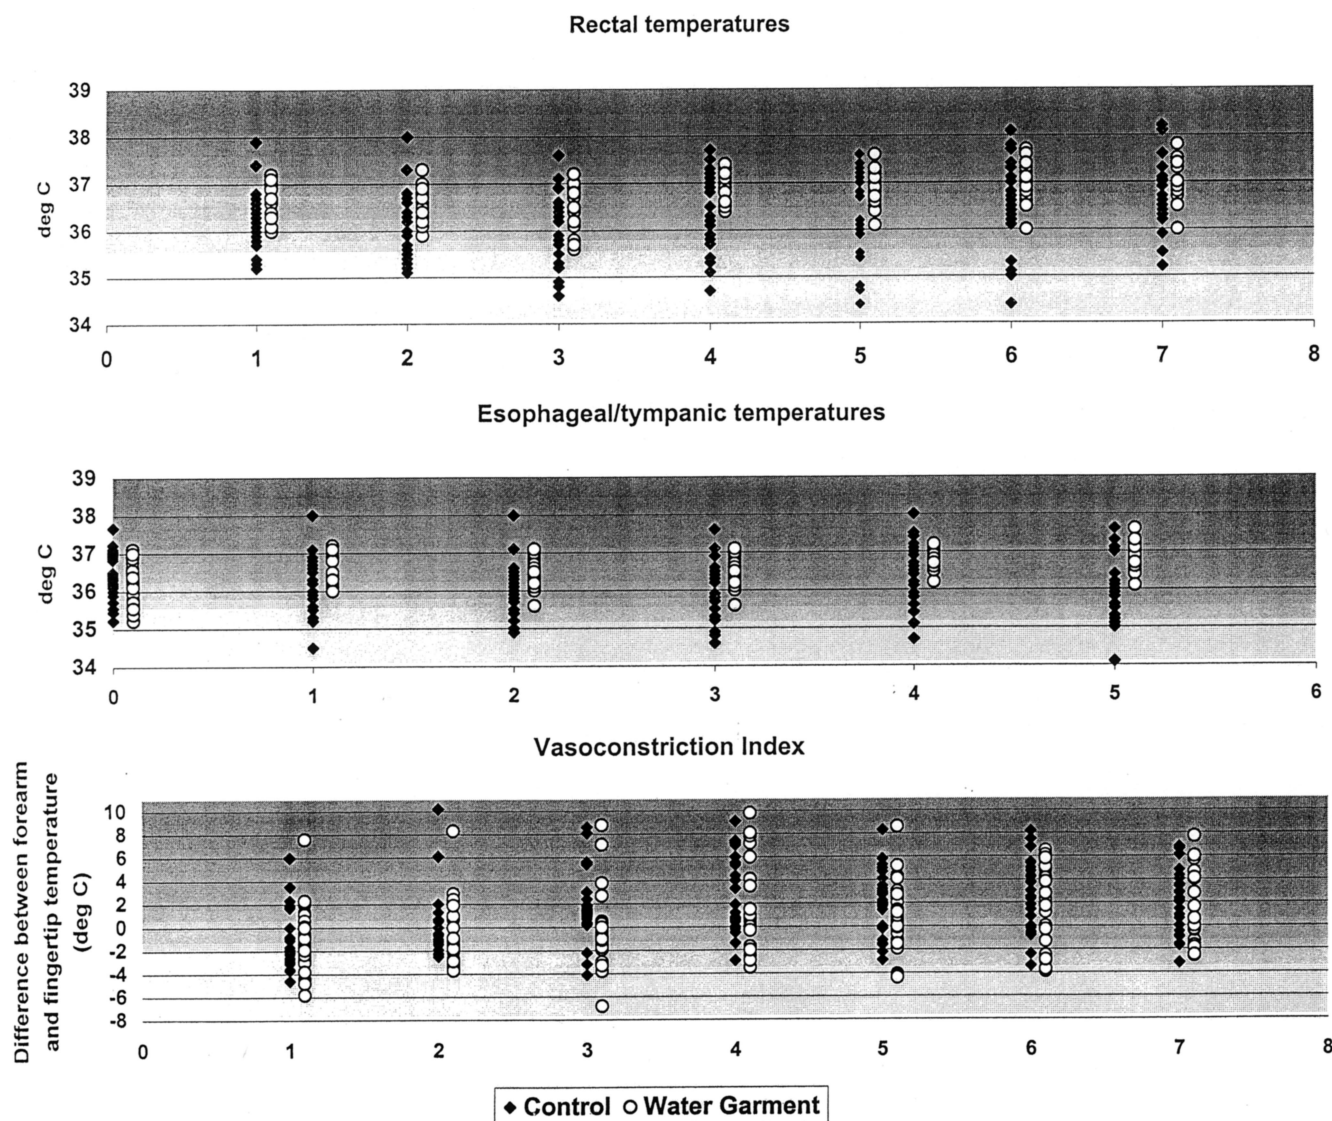 Rectal temperatures
deg C
39
38
37
36
35
34
0 1 2 3 4 5 6 7 8
Esophageal/tympanic temperatures
deg C
39
38
37
36
35
34
0 1 2 3 4 5 6
Vasoconstriction Index
Difference between forearm
and fingertip temperature
(deg C)
10
8
6
4
2
0
-2
-4
-6
-8
0 1 2 3 4 5 6 7 8
Control Water Garment